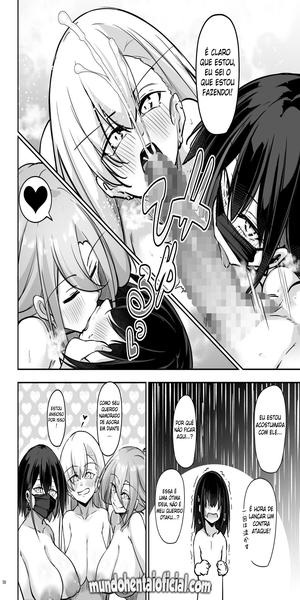 É CLARO
QUE ESTOU,
EU SEI O
QUE ESTOU
FAZENDO!
EU ESTOU
ACOSTUMADA
COM ELE...
É HORA DE
LANÇAR UM
CONTRA
ATAQUE!
POR
QUE NÃO
FICAR
AQUI...?
ESSA É
UMA ÓTIMA
IDEIA, NÃO É
MEU QUERIDO
OTAKU...?
COMO SEU
QUERIDO
NAMORADO
DE AGORA
EM DIANTE
ESTOU
ANSIOSO
POR ISSO
mundohentaioficial.com